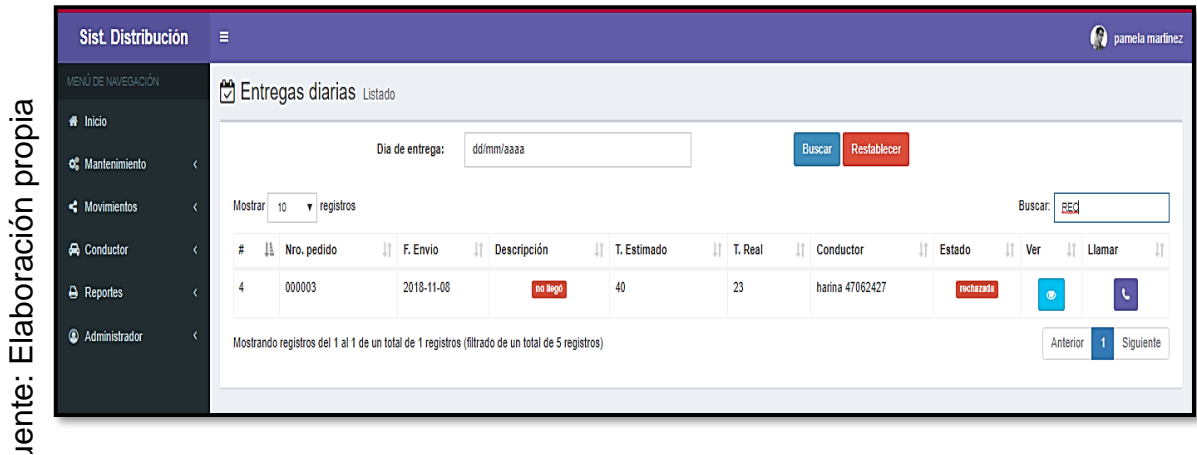 Sist. Distribución
pamela martinez
MENÚ DE NAVEGACIÓN
Inicio
Mantenimiento
Movimientos
Conductor
Reportes
Administrador
Entregas diarias Listado
Dia de entrega: dd/mm/aaaa Buscar Restablecer
Mostrar 10 registros Buscar: REC
# Nro. pedido F. Envio Descripción T. Estimado T. Real Conductor Estado Ver Llamar
4 000003 2018-11-08 no llegó 40 23 harina 47062427 rechazada
Mostrando registros del 1 al 1 de un total de 1 registros (filtrado de un total de 5 registros) Anterior 1 Siguiente
uente: Elaboración propia